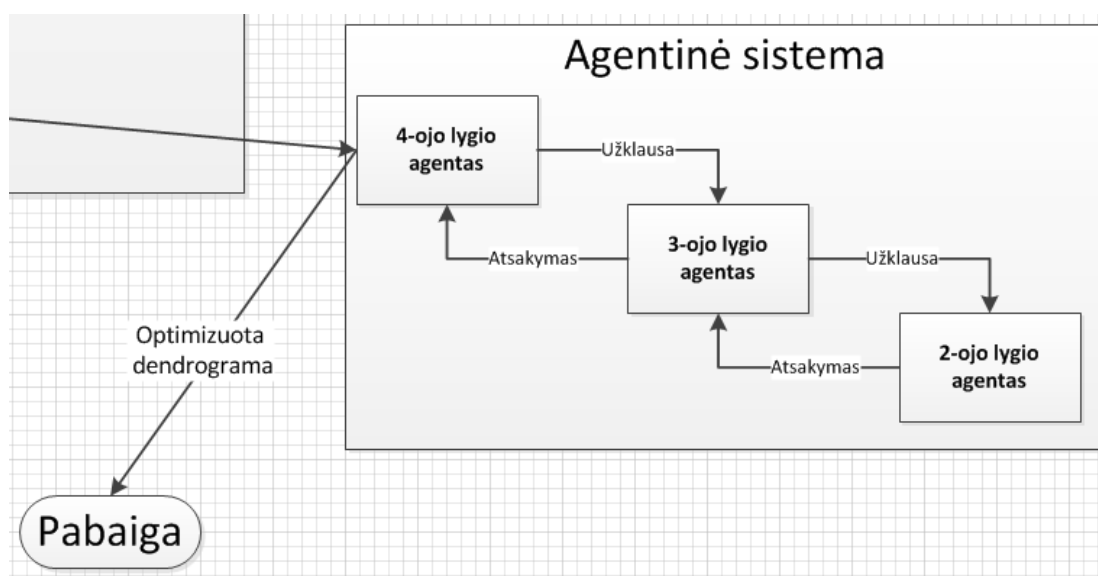 Agentinė sistema
4-ojo lygio
agentas
Užklausa
3-ojo lygio
agentas
Atsakymas
Užklausa
2-ojo lygio
agentas
Atsakymas
Optimizuota
dendrograma
Pabaiga